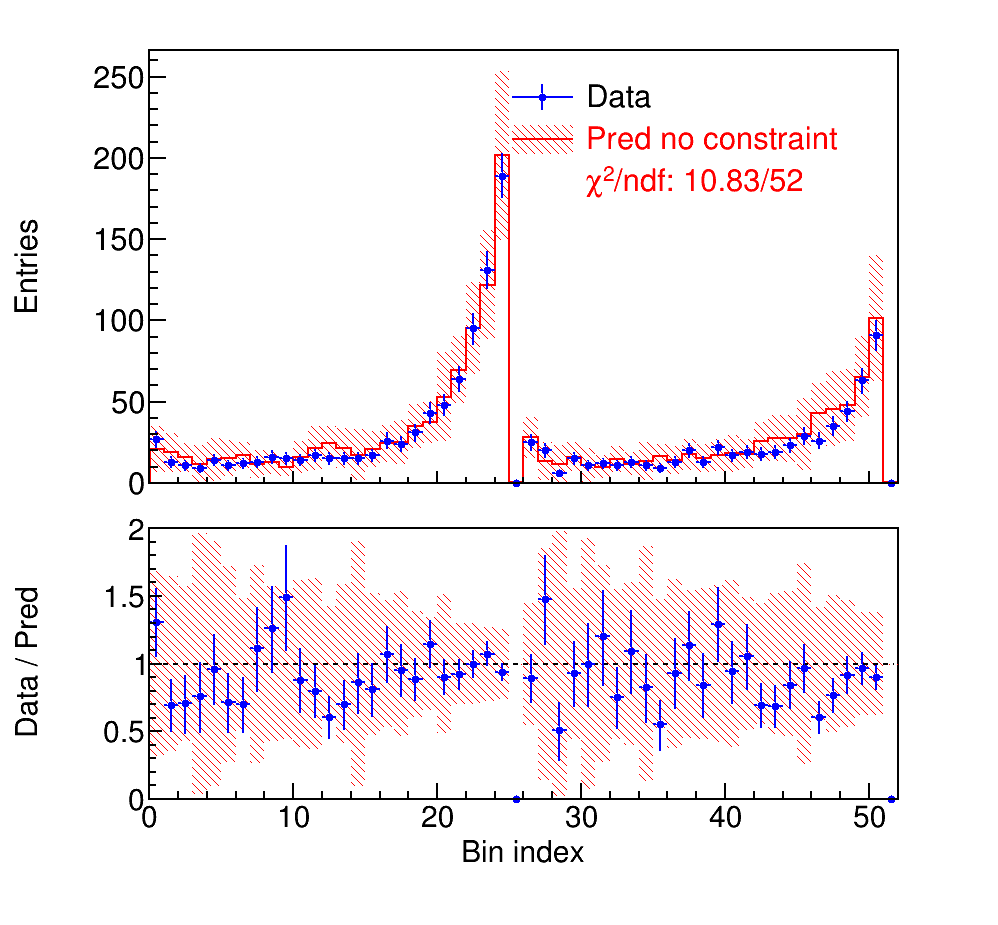 Entries
250
200
150
100
50
0
Data
Pred no constraint
χ²/ndf: 10.83/52
Data / Pred
2
1.5
1
0.5
0
0 10 20 30 40 50
Bin index